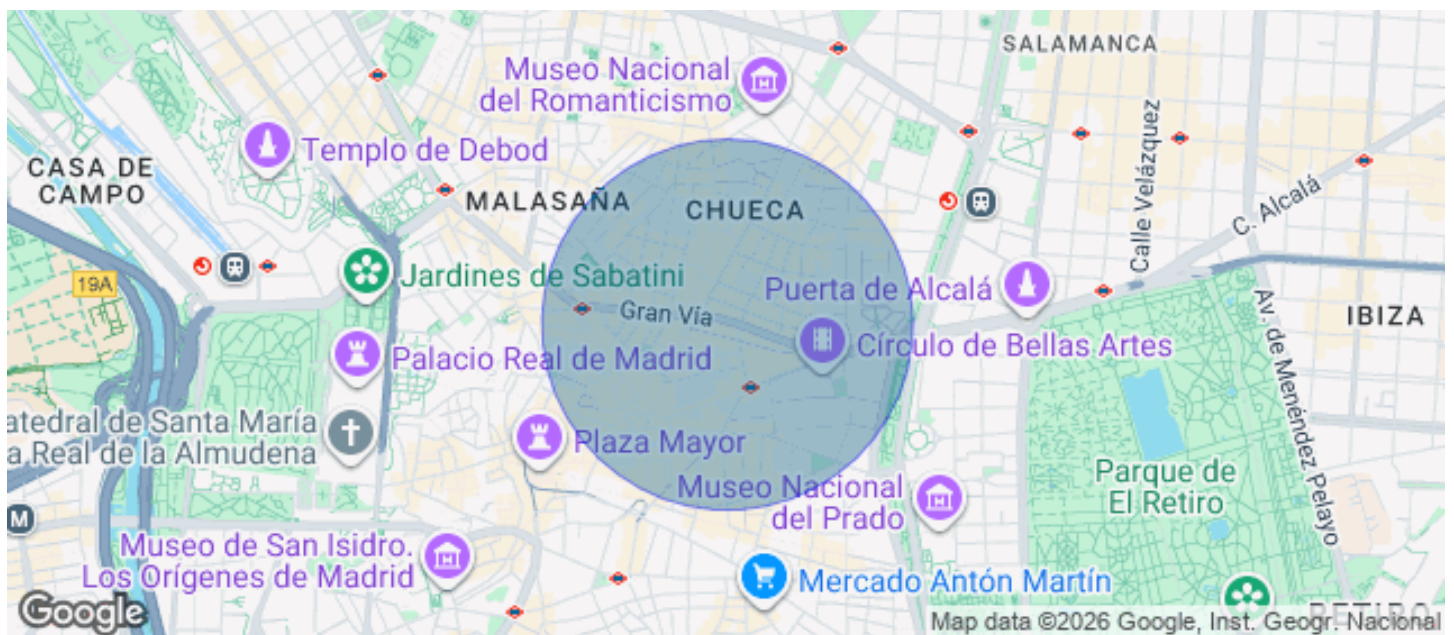 SALAMANCA
Museo Nacional
del Romanticismo
Calle Velázquez
Templo de Debod
CASA DE
CAMPO
MALASAÑA
CHUECA
C. Alcalá
19A
Jardines de Sabatini
Puerta de Alcalá
Gran Vía
IBIZA
Av. de Menéndez Pelayo
Palacio Real de Madrid
Círculo de Bellas Artes
atedral de Santa María
a Real de la Almudena
Plaza Mayor
Museo Nacional
del Prado
Parque de
El Retiro
M
Museo de San Isidro.
Los Orígenes de Madrid
Mercado Antón Martín
Google
RETIRO
Map data ©2026 Google, Inst. Geogr. Nacional